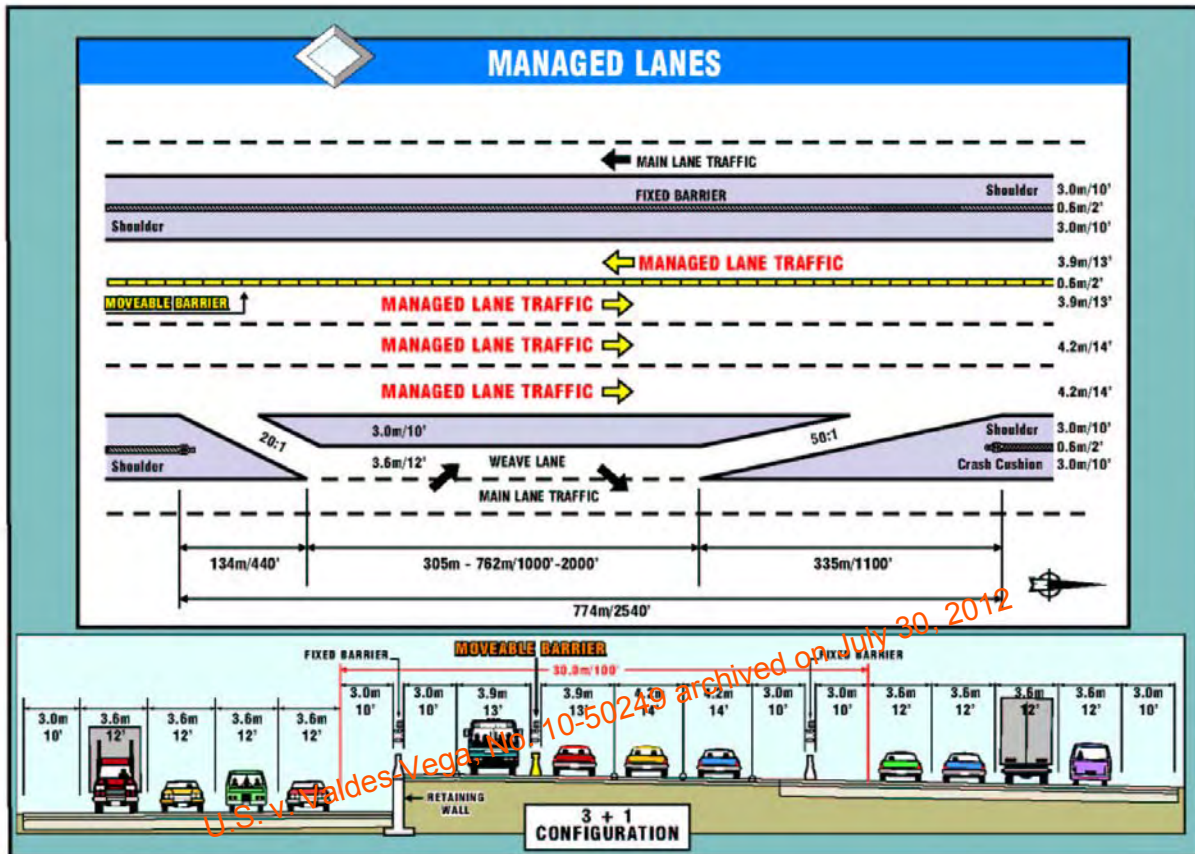 MANAGED LANES
MAIN LANE TRAFFIC
FIXED BARRIER
Shoulder
3.0m/10'
0.6m/2'
Shoulder
3.0m/10'
MANAGED LANE TRAFFIC
3.9m/13'
0.6m/2'
MOVEABLE BARRIER
MANAGED LANE TRAFFIC
3.9m/13'
MANAGED LANE TRAFFIC
4.2m/14'
MANAGED LANE TRAFFIC
4.2m/14'
20:1
3.0m/10'
50:1
Shoulder
3.0m/10'
0.6m/2'
Shoulder
3.6m/12'
WEAVE LANE
Crash Cushion
3.0m/10'
MAIN LANE TRAFFIC
134m/440'
305m - 762m/1000'-2000'
335m/1100'
774m/2540'
FIXED BARRIER
MOVEABLE BARRIER
FIXED BARRIER
30.0m/100'
3.0m 3.0m 3.9m 3.9m 4.2m 4.2m 3.0m 3.0m 3.6m 3.6m 3.6m 3.6m 3.0m
10' 10' 13' 13' 14' 14' 10' 10' 12' 12' 12' 12' 10'
3.0m 3.6m 3.6m 3.6m 3.6m
10' 12' 12' 12' 12'
0.6m
0.6m
0.6m
RETAINING
WALL
3 + 1
CONFIGURATION
U.S. v. Valdes-Vega, No. 10-50249 archived on July 30, 2012